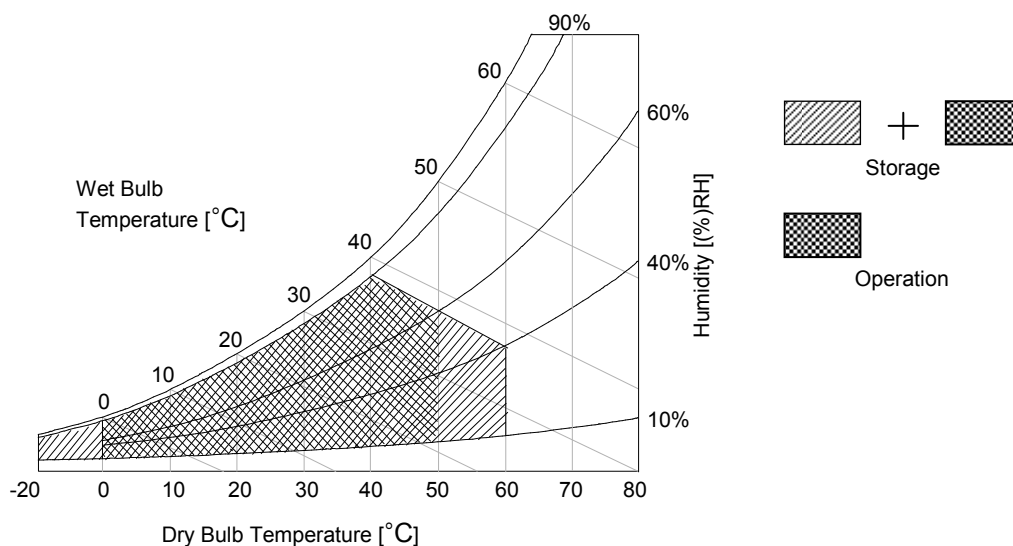 90%
60
60%
50
Wet Bulb
Temperature [°C]
Storage
40
40%
Humidity [(%)RH]
30
Operation
20
10
0
10%
-20 0 10 20 30 40 50 60 70 80
Dry Bulb Temperature [°C]